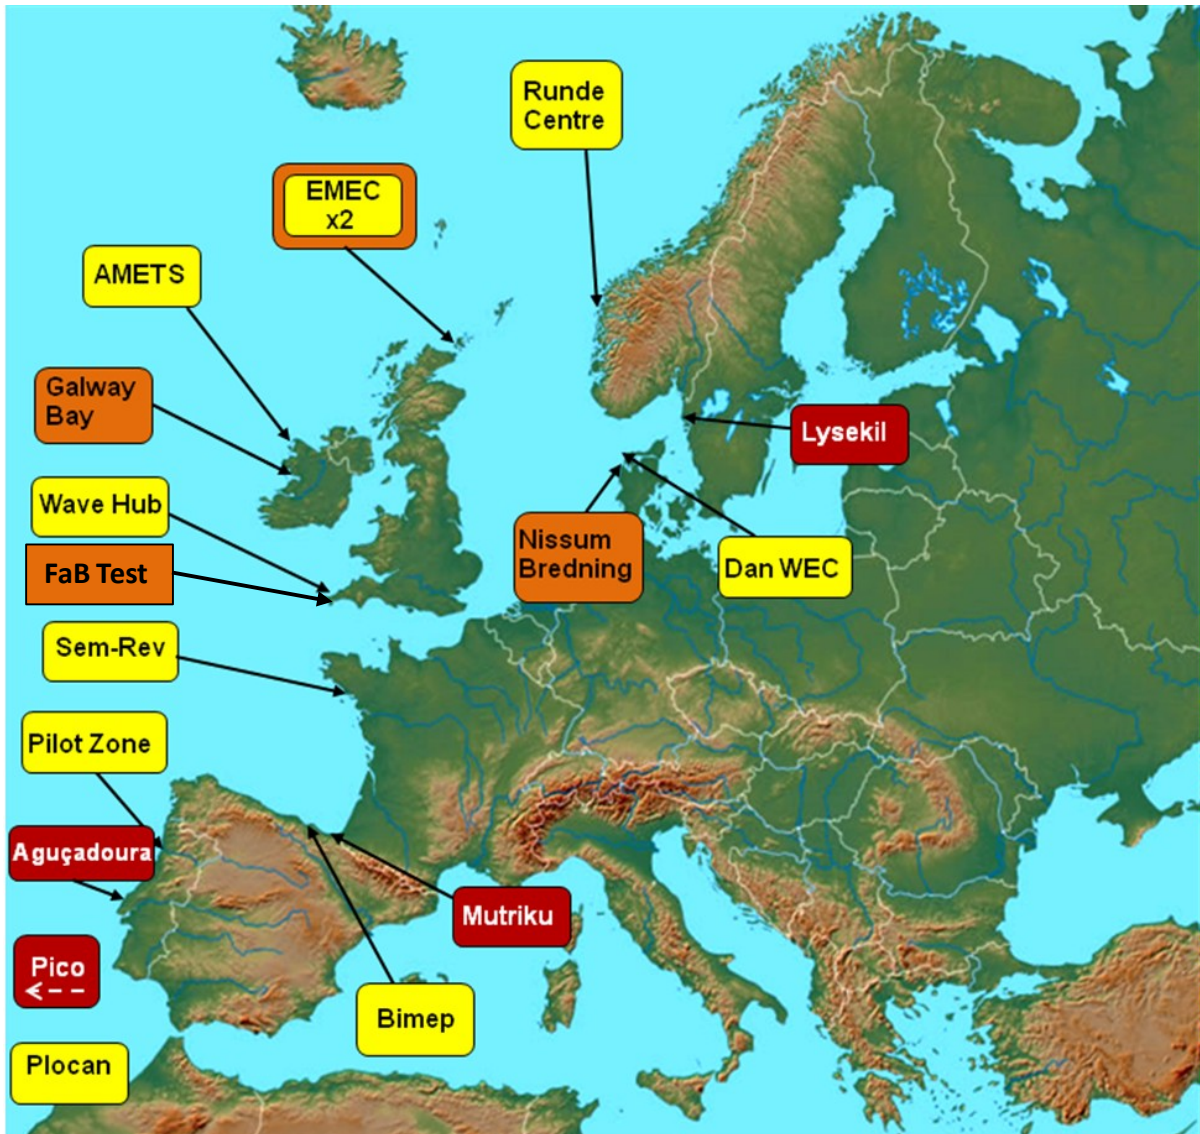 Runde
Centre
EMEC
x2
AMETS
Galway
Bay
Lysekil
Wave Hub
Nissum
Bredning
Dan WEC
FaB Test
Sem-Rev
Pilot Zone
Aguçadoura
Mutriku
Pico
Bimep
Plocan